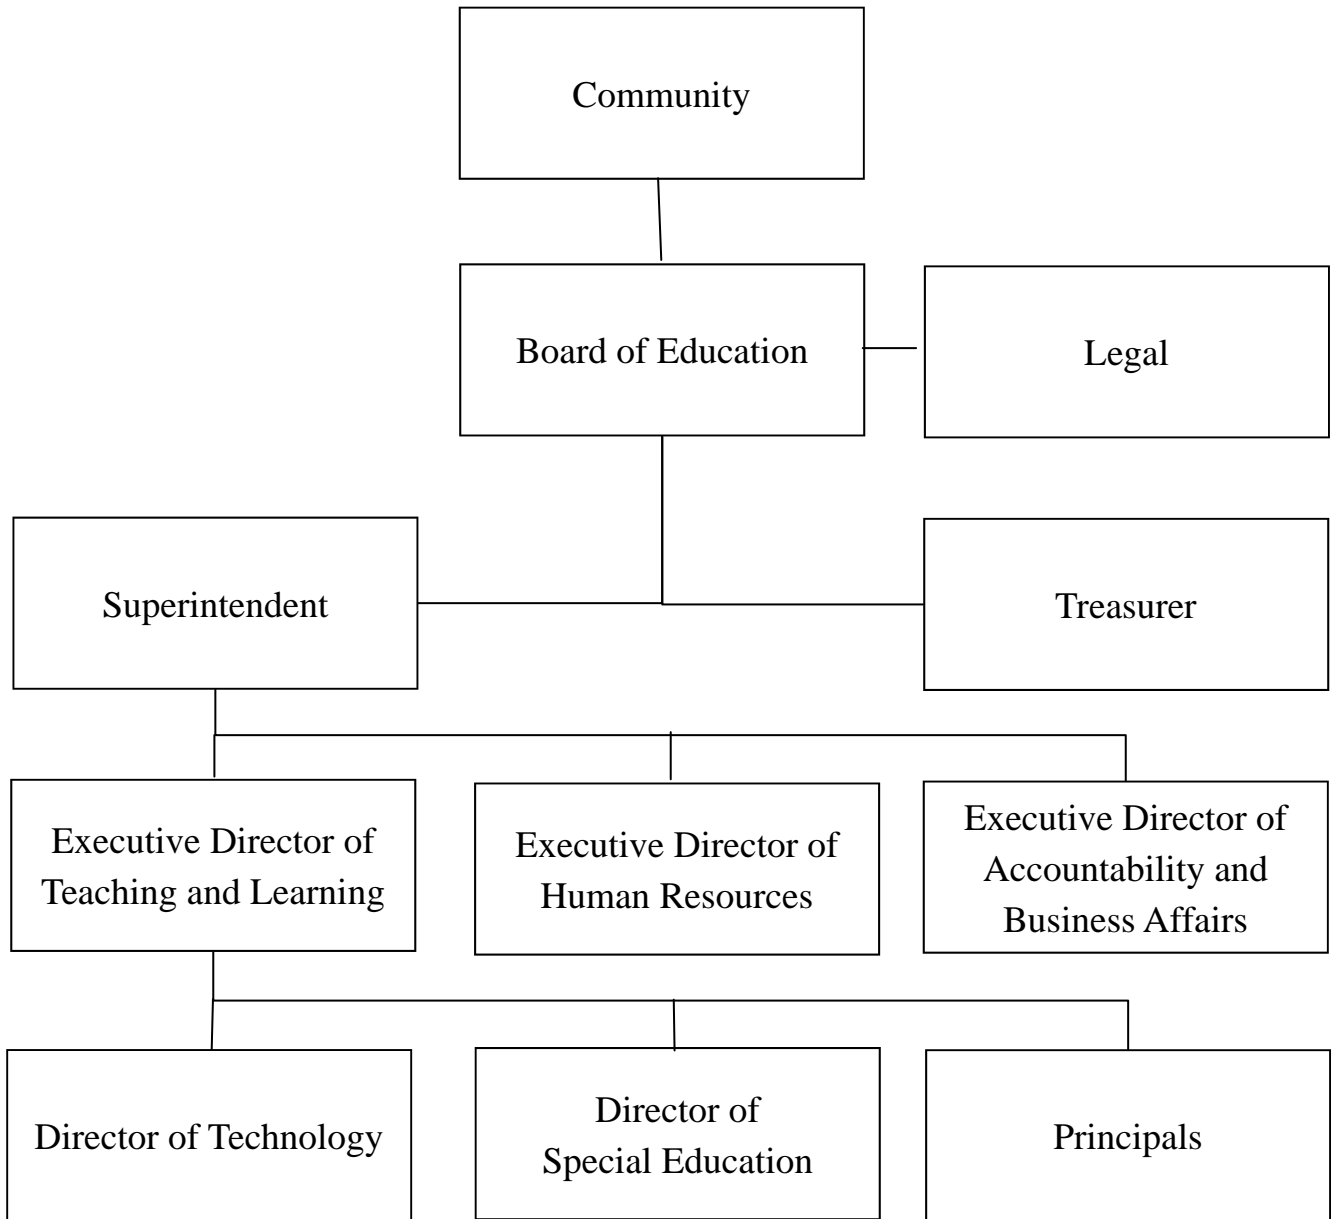 Community
Board of Education
Legal
Superintendent
Treasurer
Executive Director of
Teaching and Learning
Executive Director of
Human Resources
Executive Director of
Accountability and
Business Affairs
Director of Technology
Director of
Special Education
Principals